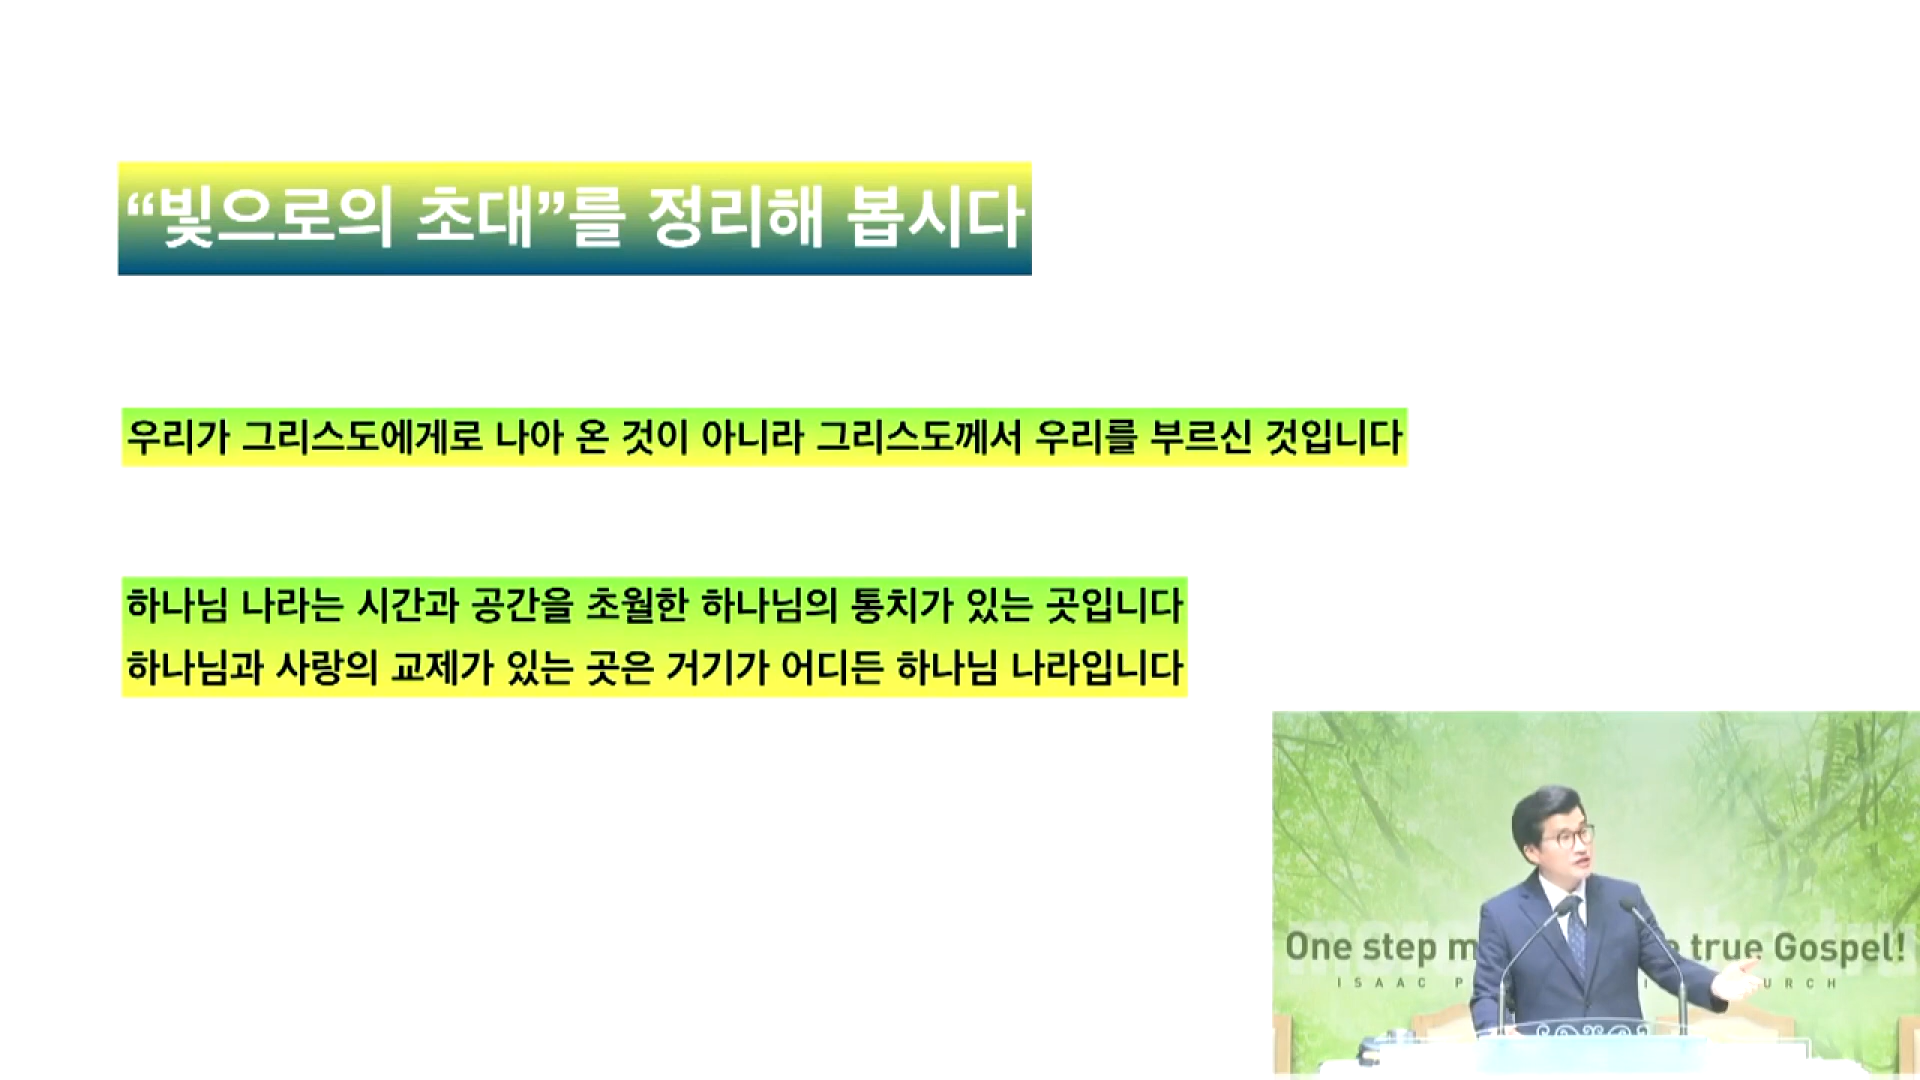 “빛으로의 초대”를 정리해 봅시다
우리가 그리스도에게로 나아 온 것이 아니라 그리스도께서 우리를 부르신 것입니다
하나님 나라는 시간과 공간을 초월한 하나님의 통치가 있는 곳입니다
하나님과 사랑의 교제가 있는 곳은 거기가 어디든 하나님 나라입니다
One step true Gospel!
ISAAC